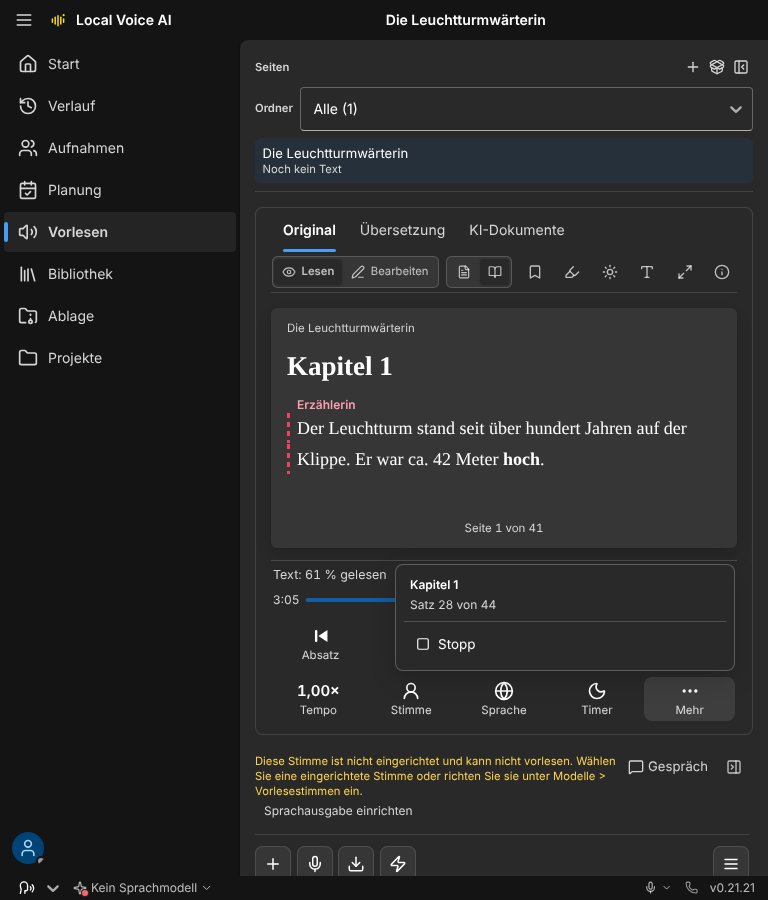 Local Voice AI
Die Leuchtturmwärterin
Start
Verlauf
Aufnahmen
Planung
Vorlesen
Bibliothek
Ablage
Projekte
Seiten
Ordner
Alle (1)
Die Leuchtturmwärterin
Noch kein Text
Original Übersetzung KI-Dokumente
Lesen Bearbeiten
Die Leuchtturmwärterin
Kapitel 1
Erzählerin
Der Leuchtturm stand seit über hundert Jahren auf der
Klippe. Er war ca. 42 Meter hoch.
Seite 1 von 41
Text: 61 % gelesen
3:05
Kapitel 1
Satz 28 von 44
Stopp
Absatz
1,00×
Tempo Stimme Sprache Timer Mehr
Diese Stimme ist nicht eingerichtet und kann nicht vorlesen. Wählen
Sie eine eingerichtete Stimme oder richten Sie sie unter Modelle >
Vorlesestimmen ein.
Gespräch
Sprachausgabe einrichten
Kein Sprachmodell
v0.21.21